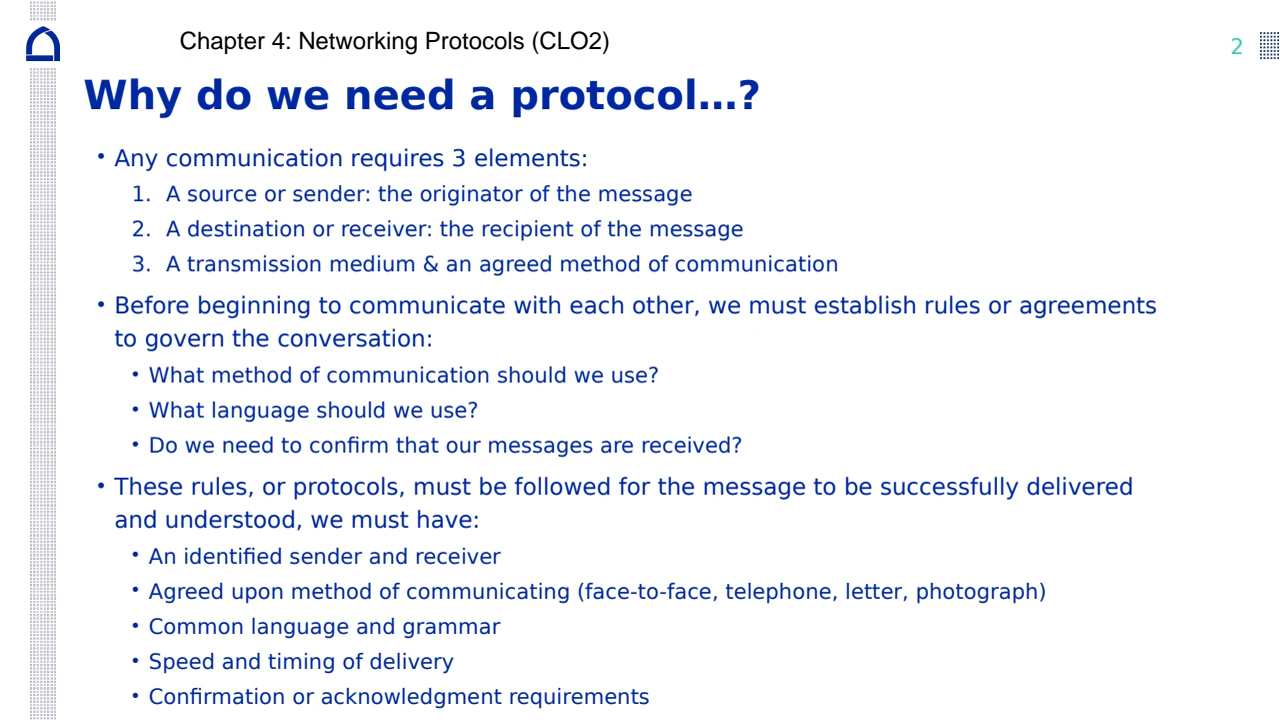 Chapter 4: Networking Protocols (CLO2)
2
Why do we need a protocol…?
• Any communication requires 3 elements:
1. A source or sender: the originator of the message
2. A destination or receiver: the recipient of the message
3. A transmission medium & an agreed method of communication
• Before beginning to communicate with each other, we must establish rules or agreements
to govern the conversation:
• What method of communication should we use?
• What language should we use?
• Do we need to confirm that our messages are received?
• These rules, or protocols, must be followed for the message to be successfully delivered
and understood, we must have:
• An identified sender and receiver
• Agreed upon method of communicating (face-to-face, telephone, letter, photograph)
• Common language and grammar
• Speed and timing of delivery
• Confirmation or acknowledgment requirements